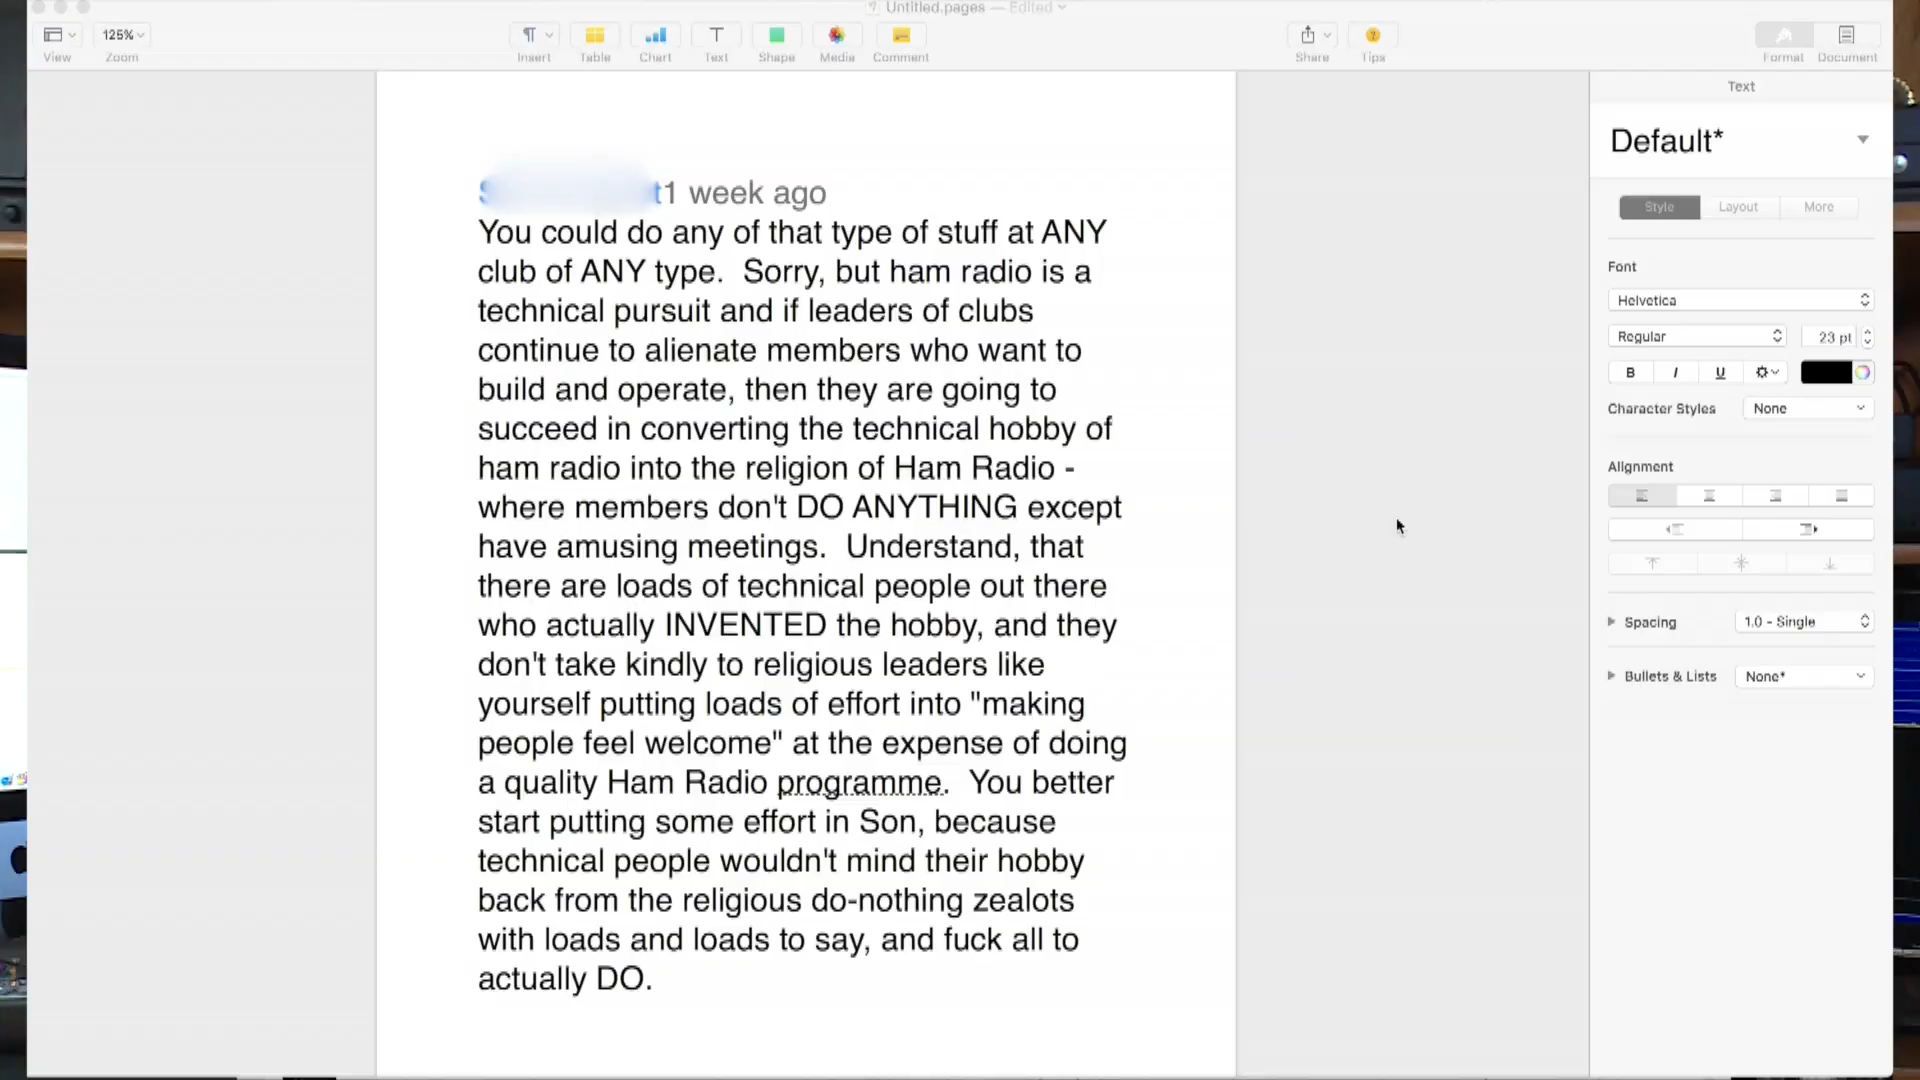 Untitled.pages — Edited
125%
View
Zoom
Insert
Table
Chart
Text
Shape
Media
Comment
Share
Tips
Format
Document
1 week ago
You could do any of that type of stuff at ANY
club of ANY type.  Sorry, but ham radio is a
technical pursuit and if leaders of clubs
continue to alienate members who want to
build and operate, then they are going to
succeed in converting the technical hobby of
ham radio into the religion of Ham Radio -
where members don't DO ANYTHING except
have amusing meetings.  Understand, that
there are loads of technical people out there
who actually INVENTED the hobby, and they
don't take kindly to religious leaders like
yourself putting loads of effort into "making
people feel welcome" at the expense of doing
a quality Ham Radio programme.  You better
start putting some effort in Son, because
technical people wouldn't mind their hobby
back from the religious do-nothing zealots
with loads and loads to say, and fuck all to
actually DO.
Text
Default*
Style
Layout
More
Font
Helvetica
Regular
23 pt
B I U
Character Styles
None
Alignment
Spacing
1.0 - Single
Bullets & Lists
None*